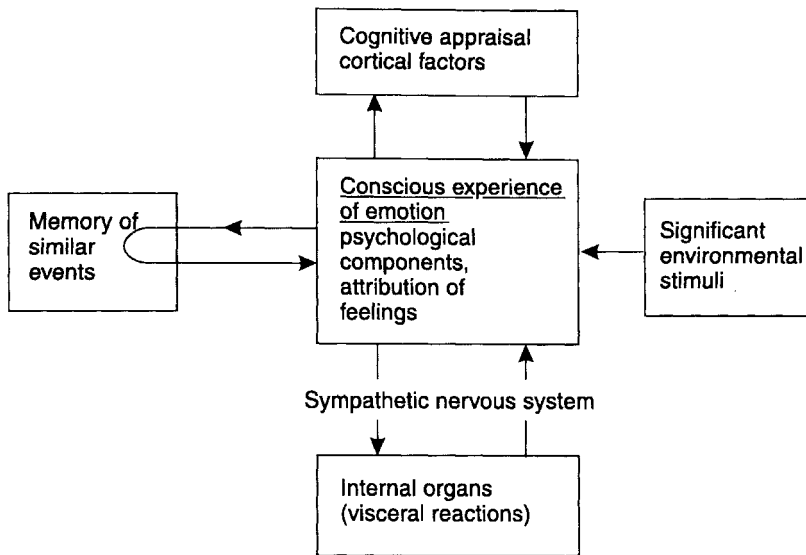 Cognitive appraisal
cortical factors
Memory of
similar
events
Conscious experience
of emotion
psychological
components,
attribution of
feelings
Significant
environmental
stimuli
Sympathetic nervous system
Internal organs
(visceral reactions)